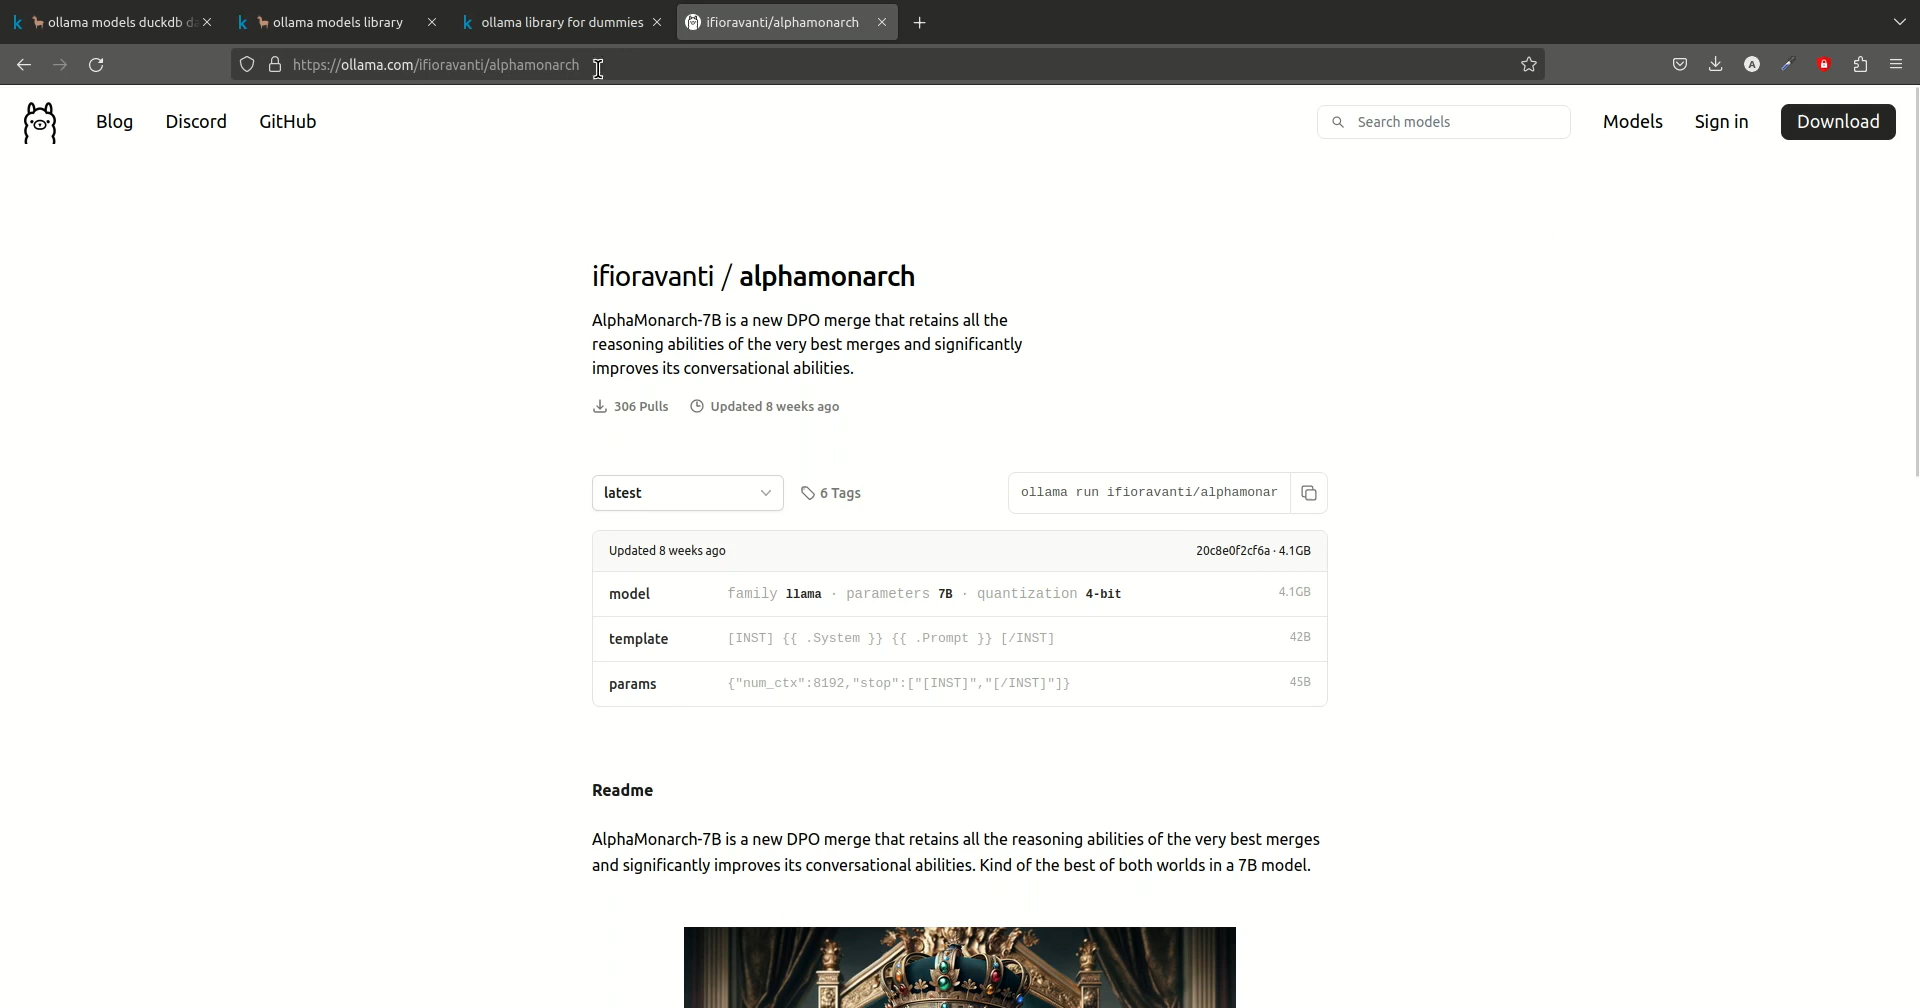 ollama models duckdb da
ollama models library
ollama library for dummies
ifioravanti/alphamonarch
https://ollama.com/ifioravanti/alphamonarch
Blog
Discord
GitHub
Search models
Models
Sign in
Download
ifioravanti / alphamonarch
AlphaMonarch-7B is a new DPO merge that retains all the
reasoning abilities of the very best merges and significantly
improves its conversational abilities.
306 Pulls
Updated 8 weeks ago
latest
6 Tags
ollama run ifioravanti/alphamonar
Updated 8 weeks ago
20c8e0f2cf6a · 4.1GB
model family llama · parameters 7B · quantization 4-bit 4.1GB
template [INST] {{ .System }} {{ .Prompt }} [/INST] 42B
params {"num_ctx":8192,"stop":["[INST]","[/INST]"]} 45B
Readme
AlphaMonarch-7B is a new DPO merge that retains all the reasoning abilities of the very best merges
and significantly improves its conversational abilities. Kind of the best of both worlds in a 7B model.